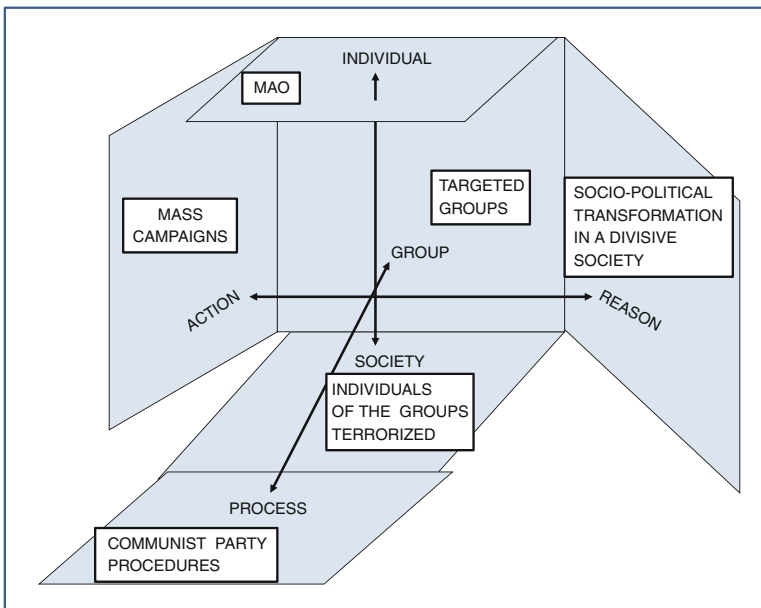 INDIVIDUAL
MAO
TARGETED
GROUPS
SOCIO-POLITICAL
TRANSFORMATION
IN A DIVISIVE
SOCIETY
MASS
CAMPAIGNS
GROUP
ACTION
REASON
SOCIETY
INDIVIDUALS
OF THE GROUPS
TERRORIZED
PROCESS
COMMUNIST PARTY
PROCEDURES